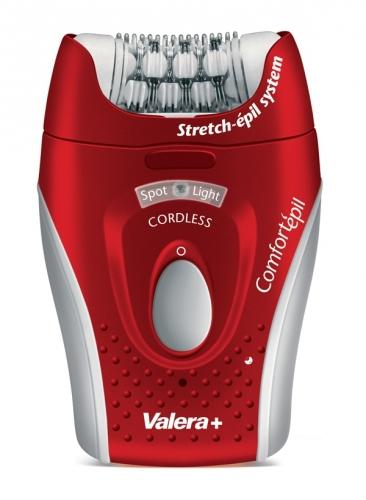 Stretch-épil system
Spot Light
CORDLESS
Comfortépil
Valera+